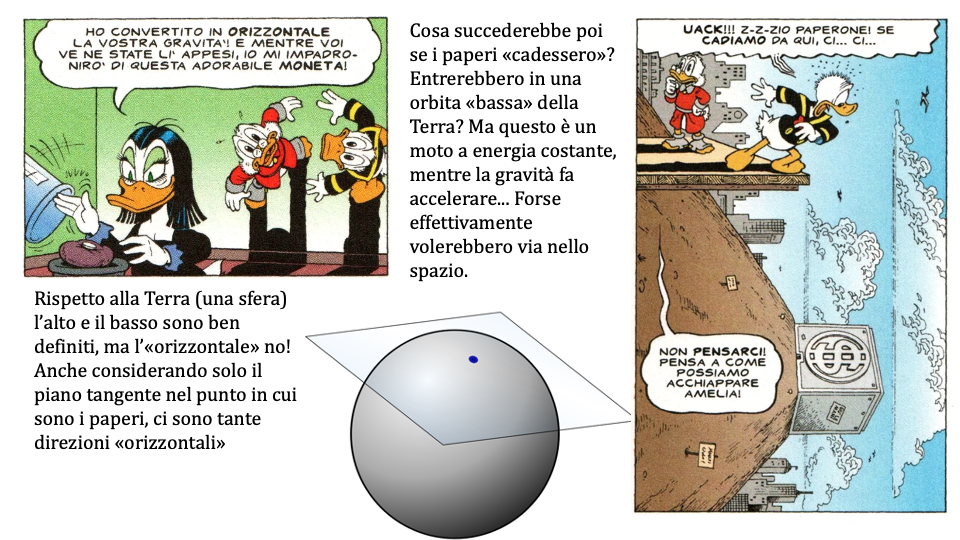 HO CONVERTITO IN ORIZZONTALE
LA VOSTRA GRAVITA'! E MENTRE VOI
VE NE STATE LI' APPESI, IO MI IMPADRO-
NIRO' DI QUESTA ADORABILE MONETA!
Cosa succederebbe poi
se i paperi «cadessero»?
Entrerebbero in una
orbita «bassa» della
Terra? Ma questo è un
moto a energia costante,
mentre la gravità fa
accelerare... Forse
effettivamente
volerebbero via nello
spazio.
UACK!!! Z-Z-ZIO PAPERONE! SE
CADIAMO DA QUI, CI... CI...
NON PENSARCI!
PENSA A COME
POSSIAMO
ACCHIAPPARE
AMELIA!
Rispetto alla Terra (una sfera)
l'alto e il basso sono ben
definiti, ma l'«orizzontale» no!
Anche considerando solo il
piano tangente nel punto in cui
sono i paperi, ci sono tante
direzioni «orizzontali»